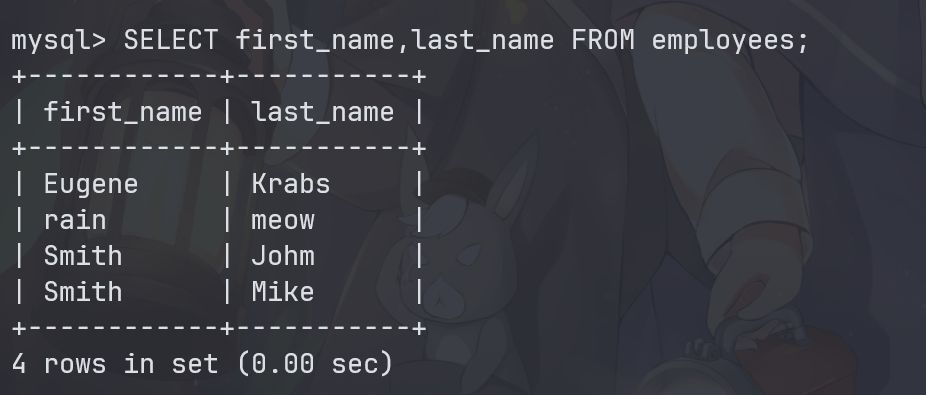 mysql> SELECT first_name,last_name FROM employees;
+------------+-----------+
| first_name | last_name |
+------------+-----------+
| Eugene     | Krabs     |
| rain       | meow      |
| Smith      | Johm      |
| Smith      | Mike      |
+------------+-----------+
4 rows in set (0.00 sec)